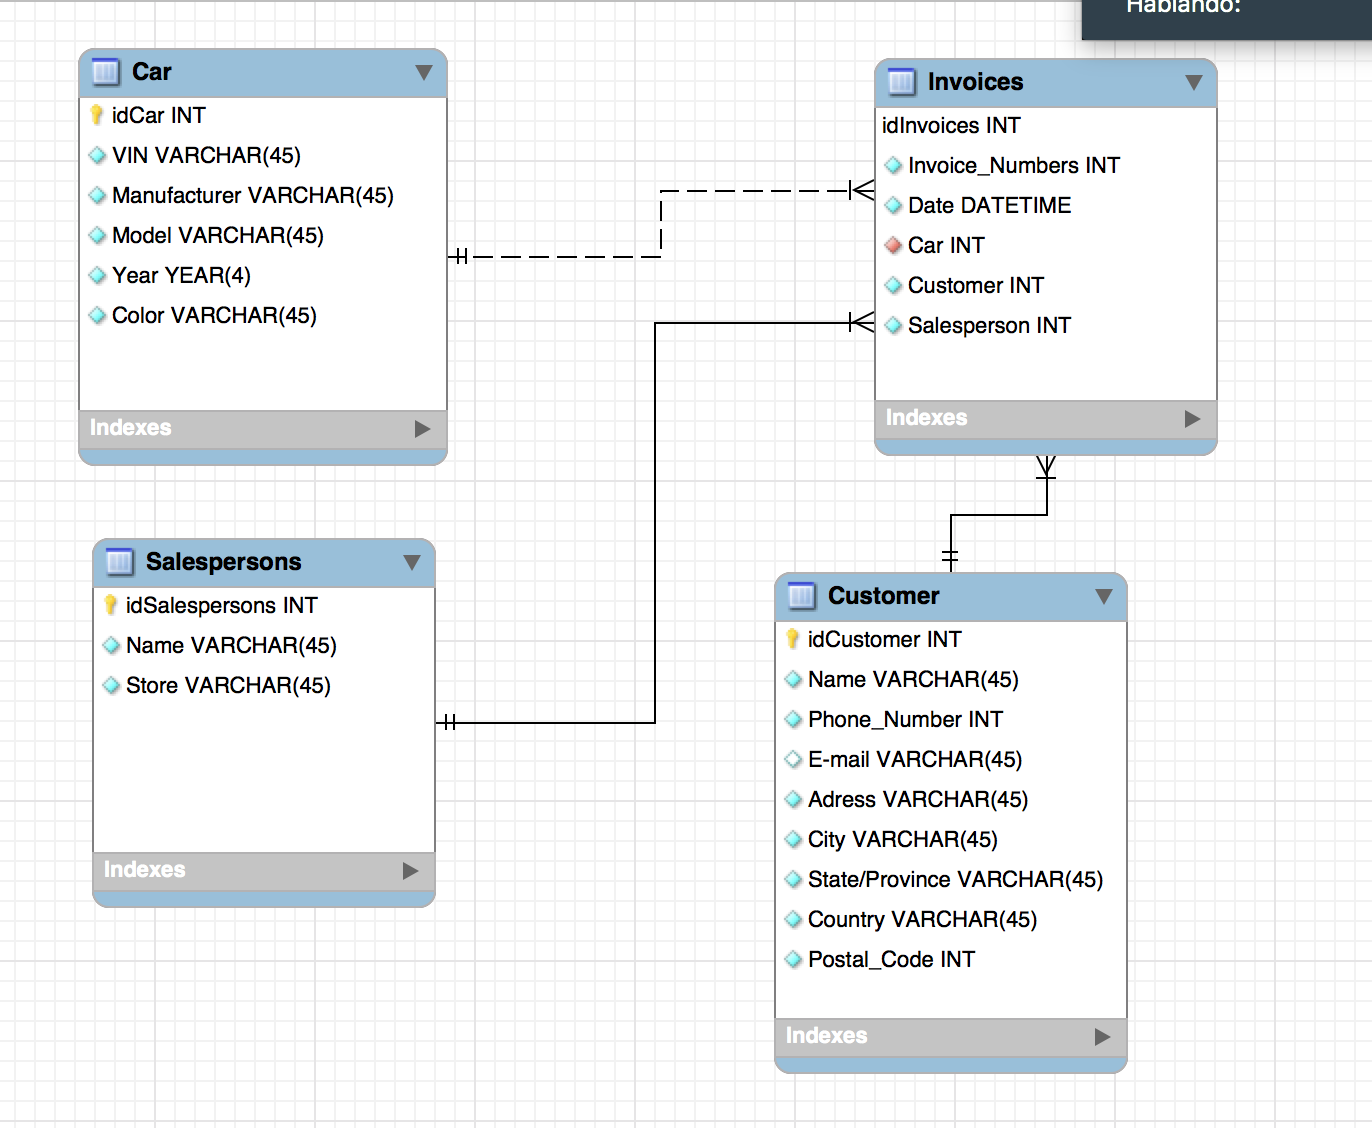 Hablando:
Car
idCar INT
VIN VARCHAR(45)
Manufacturer VARCHAR(45)
Model VARCHAR(45)
Year YEAR(4)
Color VARCHAR(45)
Indexes
Invoices
idInvoices INT
Invoice_Numbers INT
Date DATETIME
Car INT
Customer INT
Salesperson INT
Indexes
Salespersons
idSalespersons INT
Name VARCHAR(45)
Store VARCHAR(45)
Indexes
Customer
idCustomer INT
Name VARCHAR(45)
Phone_Number INT
E-mail VARCHAR(45)
Adress VARCHAR(45)
City VARCHAR(45)
State/Province VARCHAR(45)
Country VARCHAR(45)
Postal_Code INT
Indexes